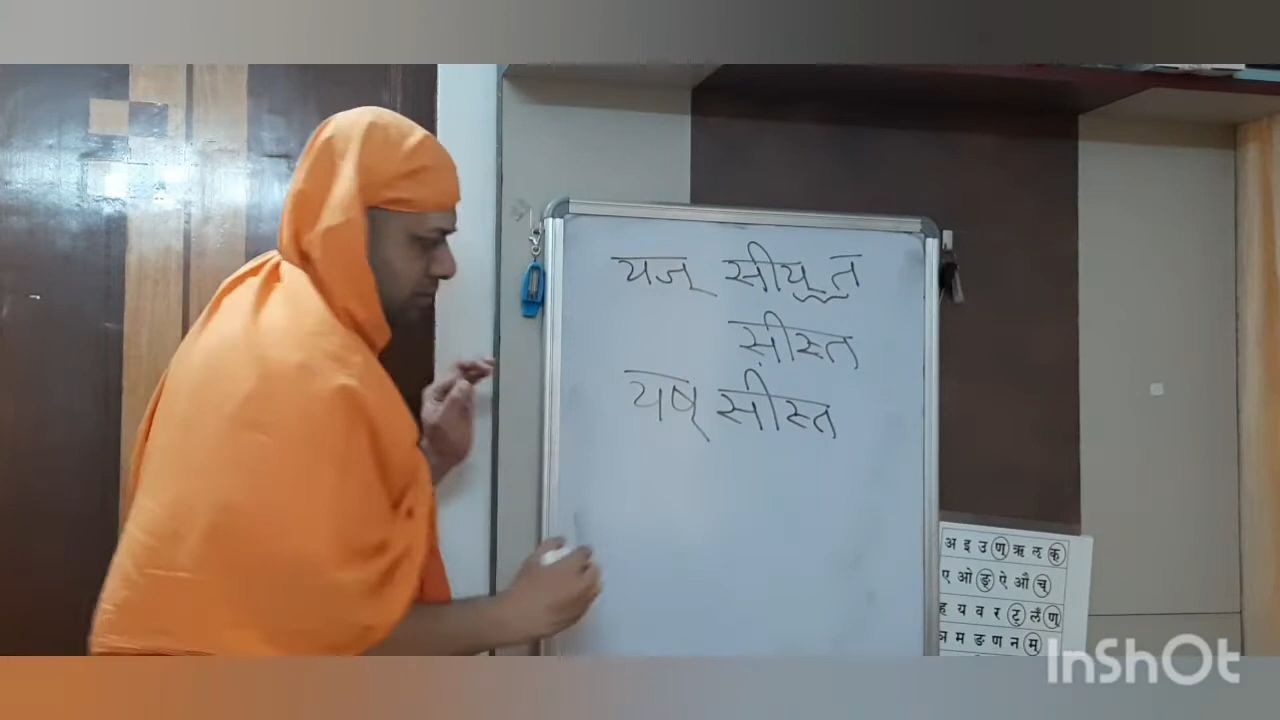 यज् सीय् त
सीस्त
यष् सीस्त
अ इ उ ण् ऋ ऌ क्
ए ओ ङ् ऐ औ च्
ह य व र ट् लँ ण्
ञ म ङ ण न म्
InShOt